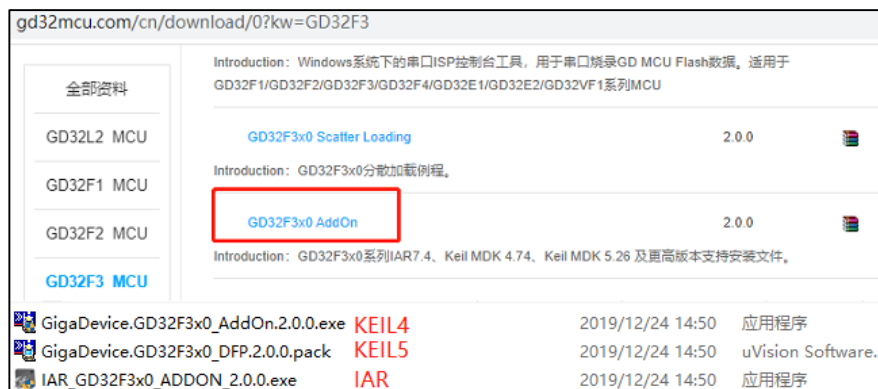 gd32mcu.com/cn/download/0?kw=GD32F3
Introduction：Windows系统下的串口ISP控制台工具，用于串口烧录GD MCU Flash数据。适用于
GD32F1/GD32F2/GD32F3/GD32F4/GD32E1/GD32E2/GD32VF1系列MCU
全部资料
GD32L2 MCU
GD32F3x0 Scatter Loading 2.0.0
Introduction：GD32F3x0分散加载例程。
GD32F1 MCU
GD32F3x0 AddOn 2.0.0
GD32F2 MCU
Introduction：GD32F3x0系列IAR7.4、Keil MDK 4.74、Keil MDK 5.26 及更高版本支持安装文件。
GD32F3 MCU
GigaDevice.GD32F3x0_AddOn.2.0.0.exe KEIL4 2019/12/24 14:50 应用程序
GigaDevice.GD32F3x0_DFP.2.0.0.pack KEIL5 2019/12/24 14:50 uVision Software.
IAR_GD32F3x0_ADDON_2.0.0.exe IAR 2019/12/24 14:50 应用程序